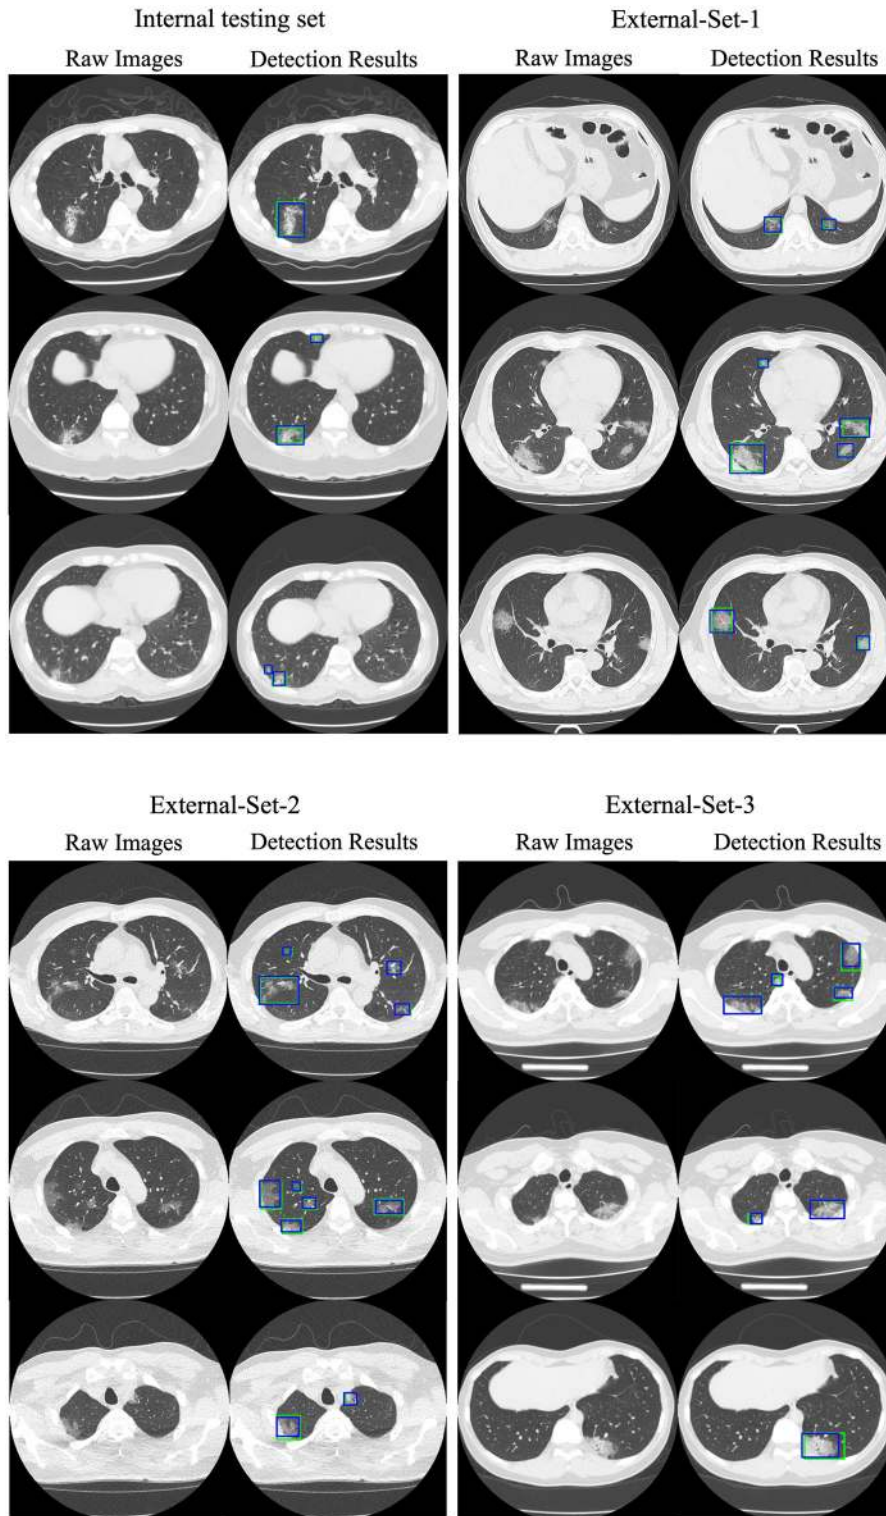 Internal testing set
Raw Images Detection Results
External-Set-1
Raw Images Detection Results
External-Set-2
Raw Images Detection Results
External-Set-3
Raw Images Detection Results